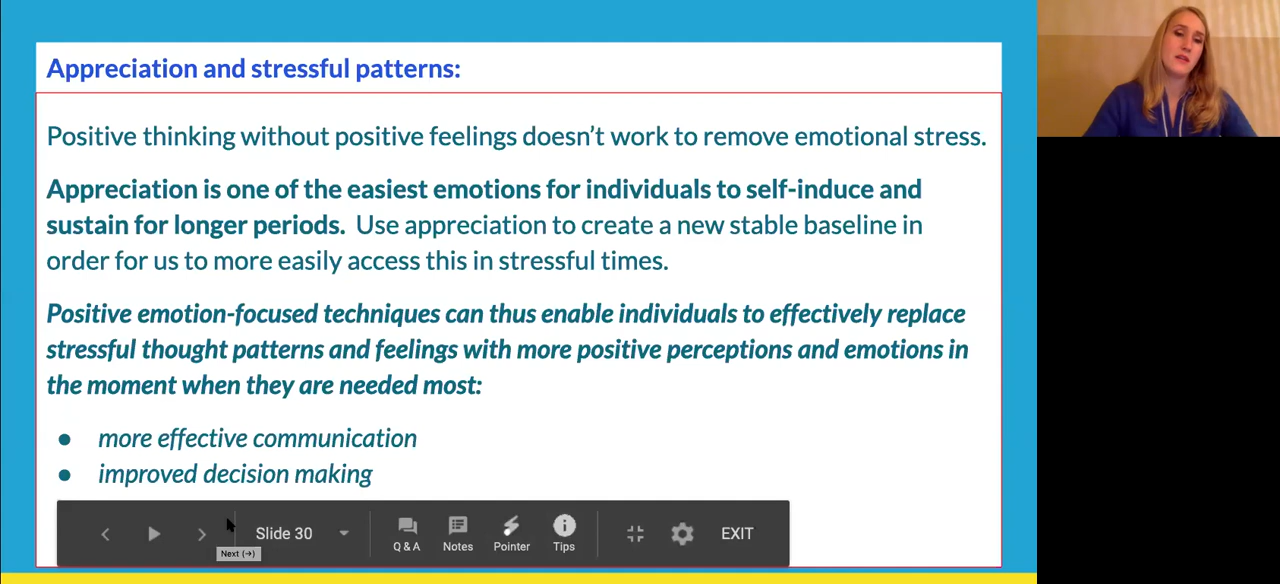 Appreciation and stressful patterns:
Positive thinking without positive feelings doesn't work to remove emotional stress.
Appreciation is one of the easiest emotions for individuals to self-induce and
sustain for longer periods. Use appreciation to create a new stable baseline in
order for us to more easily access this in stressful times.
Positive emotion-focused techniques can thus enable individuals to effectively replace
stressful thought patterns and feelings with more positive perceptions and emotions in
the moment when they are needed most:
● more effective communication
● improved decision making
Slide 30
Q & A
Notes
Pointer
Tips
EXIT
Next (→)